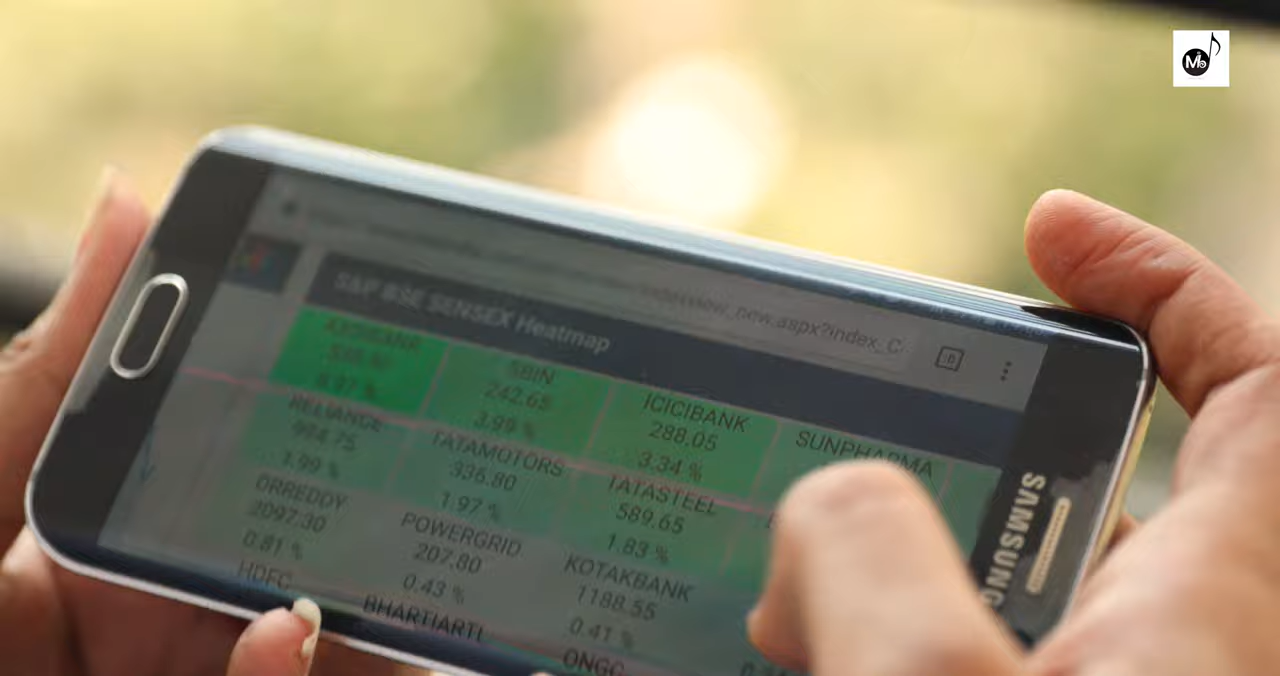 index_C
:D
S&P BSE SENSEX Heatmap
SBIN
242.65
3.99 %
ICICIBANK
288.05
3.34 %
SUNPHARMA
RELIANCE
1.99 %
TATAMOTORS
336.80
1.97 %
TATASTEEL
589.65
1.83 %
DRREDDY
2097.30
0.81 %
POWERGRID
207.80
0.43 %
KOTAKBANK
1188.55
0.41 %
HDFC
BHARTIARTL
ONGC
SAMSUNG